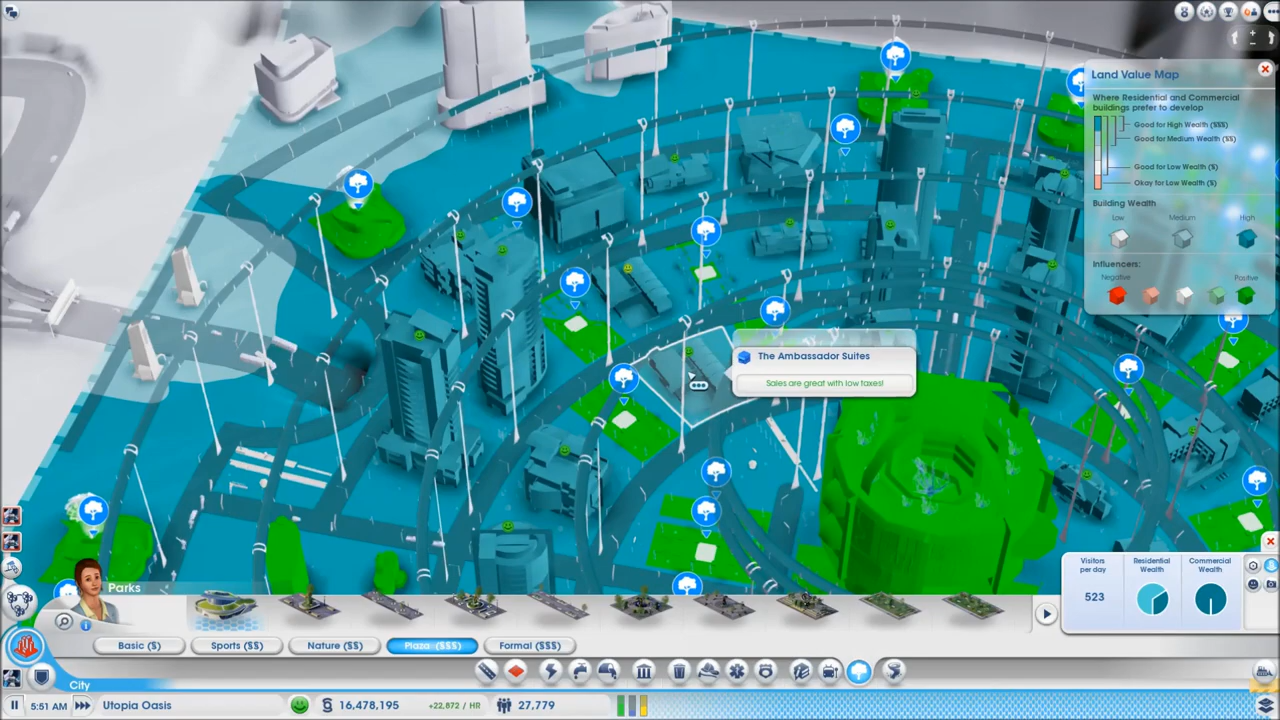 Land Value Map
Where Residential and Commercial
buildings prefer to develop
Good for High Wealth ($$$)
Good for Medium Wealth ($$)
Good for Low Wealth ($)
Okay for Low Wealth ($)
Building Wealth
Low
Medium
High
Influencers:
Negative
Positive
The Ambassador Suites
Sales are great with low taxes!
Visitors
per day
Residential
Wealth
Commercial
Wealth
523
Parks
Basic ($)
Sports ($$)
Nature ($$)
Plaza ($$$)
Formal ($$$)
City
5:51 AM
Utopia Oasis
16,478,195
+22,872 / HR
27,779